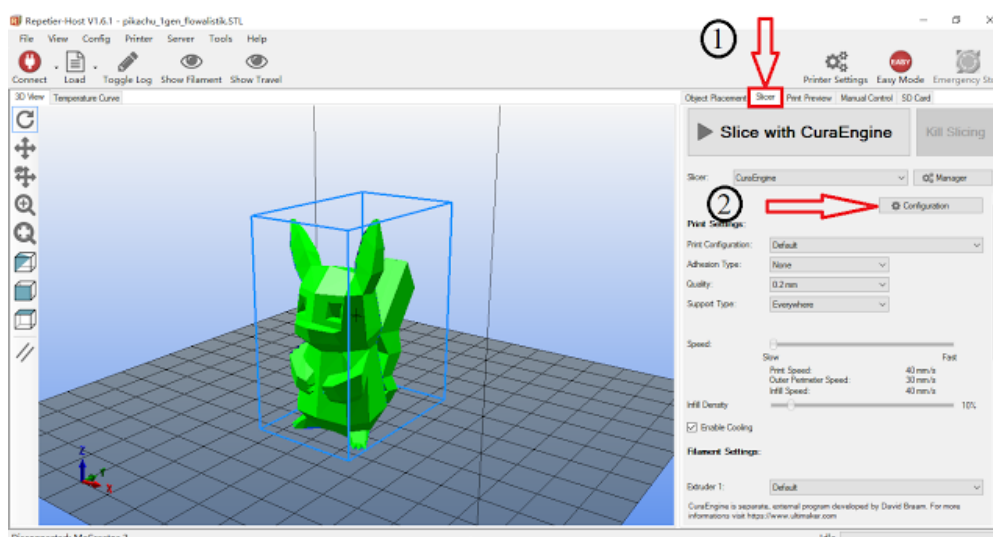 Repetier-Host V1.6.1 - pikachu_1gen_flowalistik.STL
File View Config Printer Server Tools Help
Connect Load Toggle Log Show Filament Show Travel
Printer Settings Easy Mode Emergency St
EASY
3D View Temperature Curve
1
Object Placement Slicer Print Preview Manual Control SD Card
Slice with CuraEngine
Kill Slicing
Slicer: CuraEngine Manager
2
Configuration
Print Settings:
Print Configuration: Default
Adhesion Type: None
Quality: 0.2 mm
Support Type: Everywhere
Speed:
Slow Fast
Print Speed: 40 mm/s
Outer Perimeter Speed: 30 mm/s
Infill Speed: 40 mm/s
Infill Density 10%
Enable Cooling
Filament Settings:
Extruder 1: Default
CuraEngine is separate, external program developed by David Braam. For more
informations visit https://www.ultimaker.com
Z
Y
X